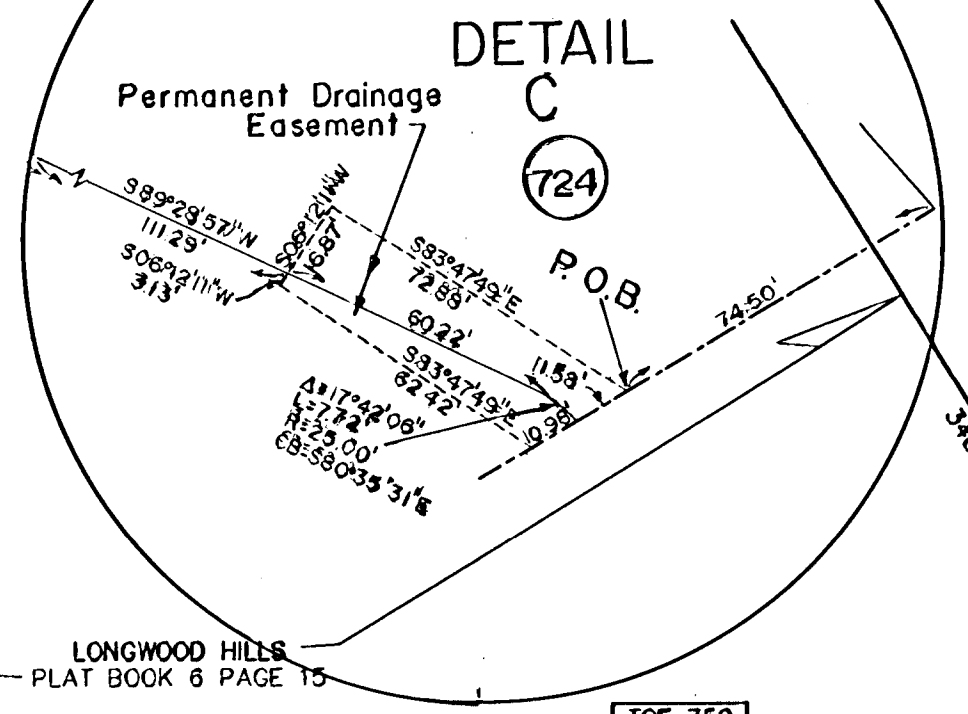 DETAIL
C
724
Permanent Drainage
Easement
S89°28'57"W
111.29'
S06°12'11"W
3.13'
S06°12'11"W
6.87'
S83°47'49"E
72.88'
P.O.B.
74.50'
60.22'
S83°47'49"E
62.42'
11.58'
10.95'
Δ=17°42'06"
L=7.72'
R=25.00'
CB=S80°35'31"E
LONGWOOD HILLS
PLAT BOOK 6 PAGE 15